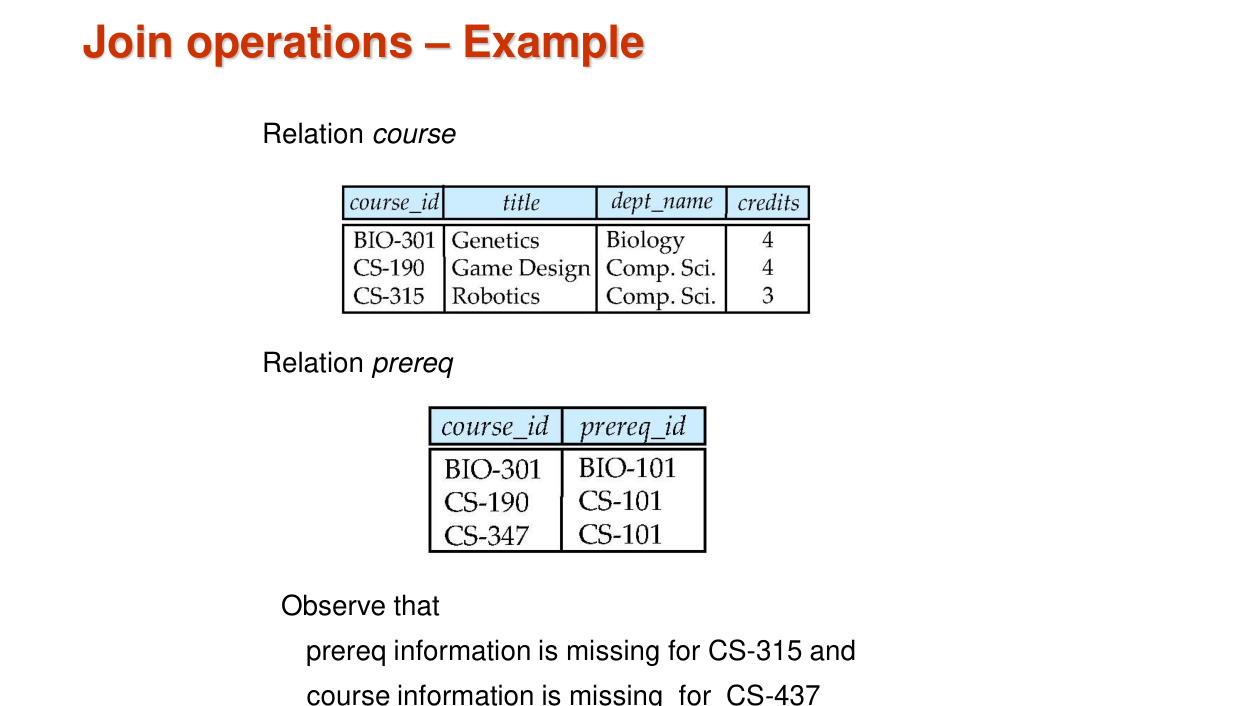 Join operations – Example
Relation course
course_id title dept_name credits
BIO-301 Genetics Biology 4
CS-190 Game Design Comp. Sci. 4
CS-315 Robotics Comp. Sci. 3
Relation prereq
course_id prereq_id
BIO-301 BIO-101
CS-190 CS-101
CS-347 CS-101
Observe that
prereq information is missing for CS-315 and
course information is missing for CS-437